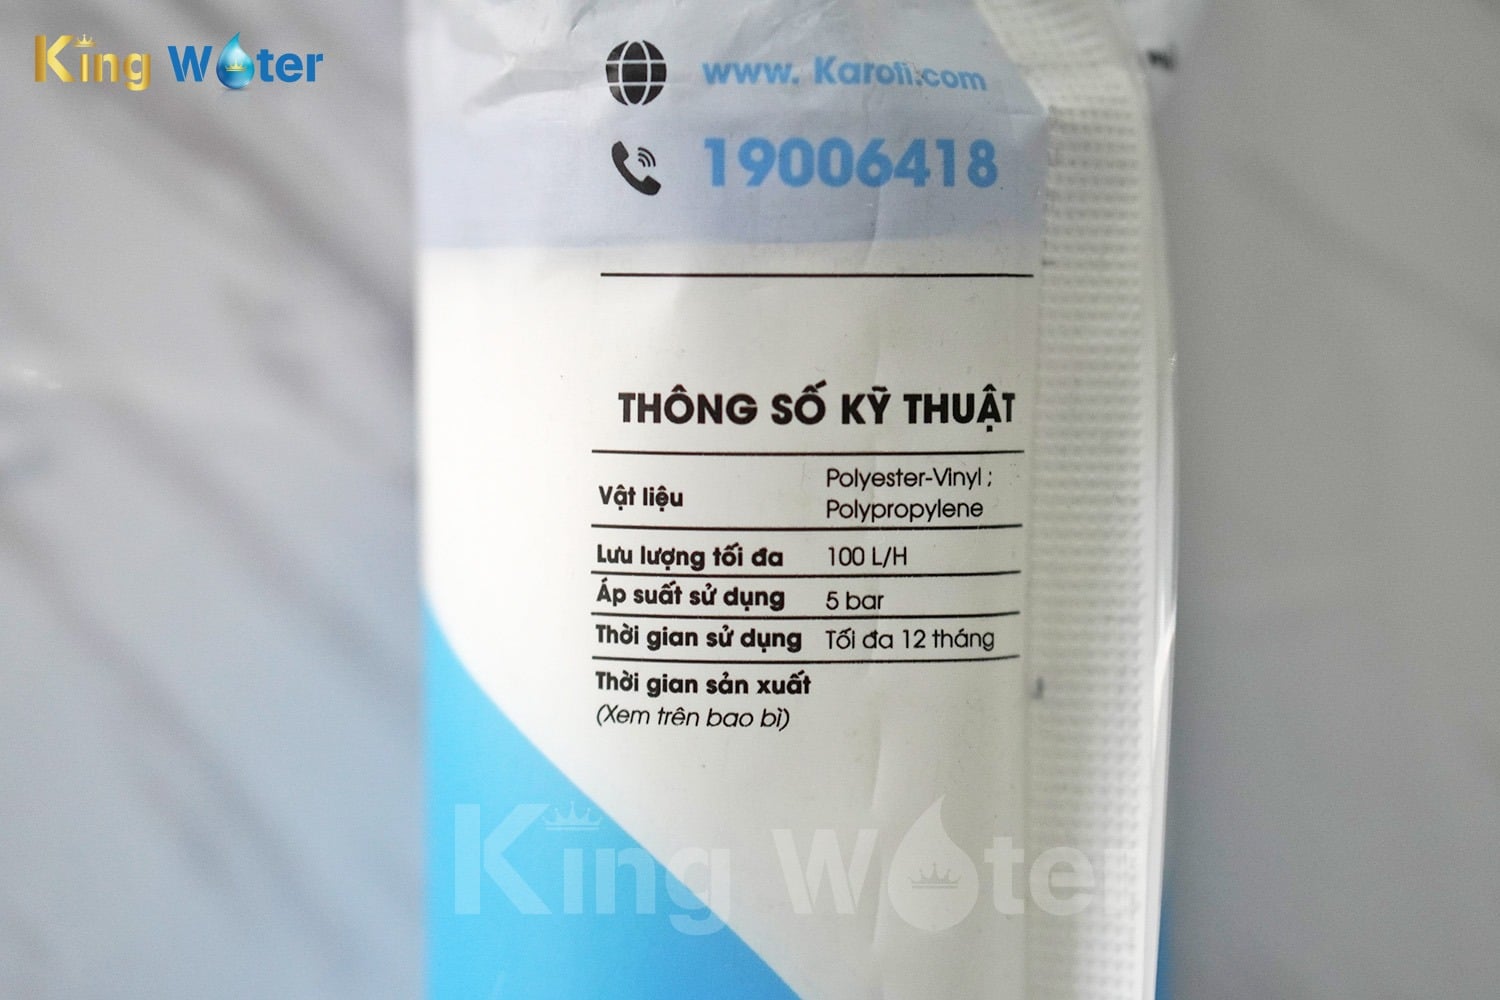 King Water
www. Karofi.com
19006418
THÔNG SỐ KỸ THUẬT
Vật liệu Polyester-Vinyl ;
Polypropylene
Lưu lượng tối đa 100 L/H
Áp suất sử dụng 5 bar
Thời gian sử dụng Tối đa 12 tháng
Thời gian sản xuất
(Xem trên bao bì)
King Water